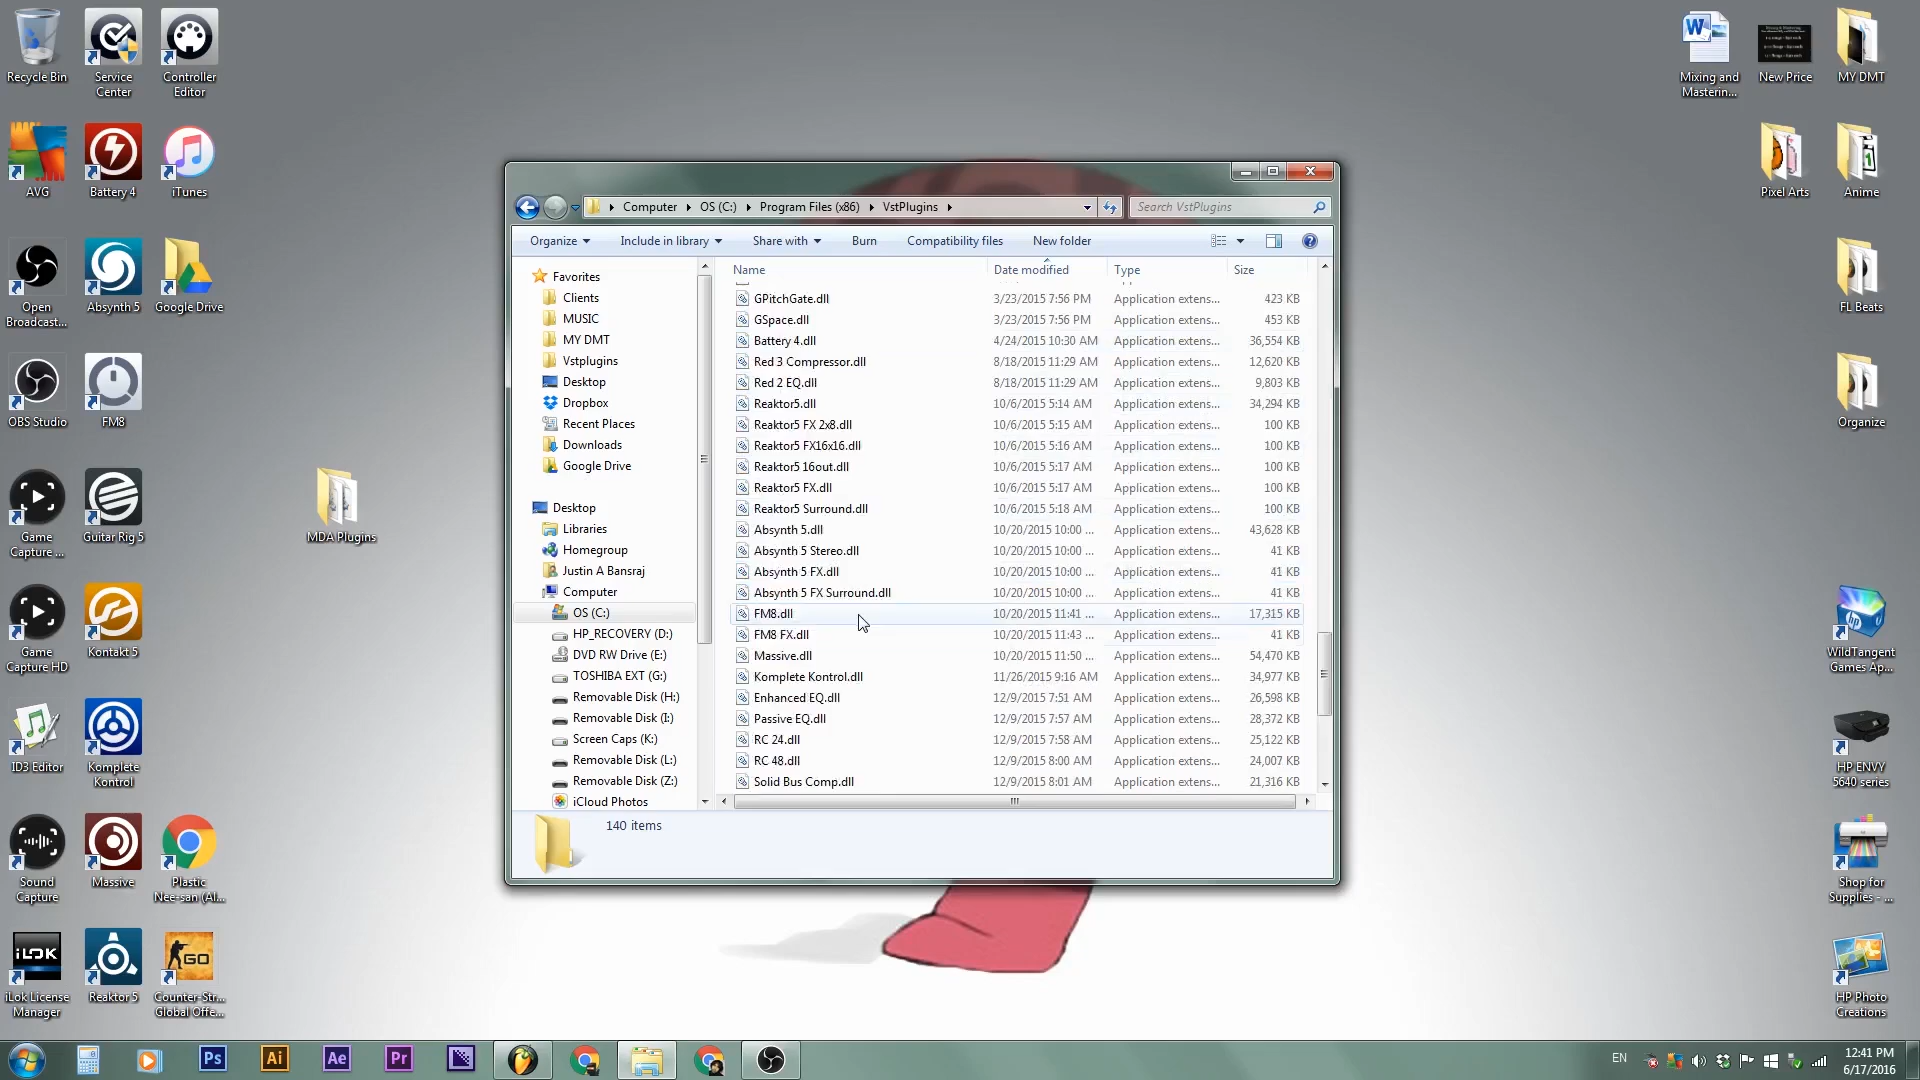 Recycle Bin
Service
Center
Controller
Editor
AVG
Battery 4
iTunes
Open
Broadcast...
Absynth 5
Google Drive
OBS Studio
FM8
Game
Capture ...
Guitar Rig 5
MDA Plugins
Game
Capture HD
Kontakt 5
ID3 Editor
Komplete
Kontrol
Sound
Capture
Massive
Plastic
Nee-san (Al...
iLOK
iLok License
Manager
Reaktor 5
GO
Counter-Str...
Global Offe...
Mixing and
Masterin...
New Price
MY DMT
Pixel Arts
Anime
FL Beats
Organize
WildTangent
Games Ap...
HP ENVY
5640 series
Shop for
Supplies - ...
HP Photo
Creations
Computer
OS (C:)
Program Files (x86)
VstPlugins
Search VstPlugins
Organize
Include in library
Share with
Burn
Compatibility files
New folder
Favorites
Clients
MUSIC
MY DMT
Vstplugins
Desktop
Dropbox
Recent Places
Downloads
Google Drive
Desktop
Libraries
Homegroup
Justin A Bansraj
Computer
OS (C:)
HP_RECOVERY (D:)
DVD RW Drive (E:)
TOSHIBA EXT (G:)
Removable Disk (H:)
Removable Disk (I:)
Screen Caps (K:)
Removable Disk (L:)
Removable Disk (Z:)
iCloud Photos
Name Date modified Type Size
GPitchGate.dll 3/23/2015 7:56 PM Application extens... 423 KB
GSpace.dll 3/23/2015 7:56 PM Application extens... 453 KB
Battery 4.dll 4/24/2015 10:30 AM Application extens... 36,554 KB
Red 3 Compressor.dll 8/18/2015 11:29 AM Application extens... 12,620 KB
Red 2 EQ.dll 8/18/2015 11:29 AM Application extens... 9,803 KB
Reaktor5.dll 10/6/2015 5:14 AM Application extens... 34,294 KB
Reaktor5 FX 2x8.dll 10/6/2015 5:15 AM Application extens... 100 KB
Reaktor5 FX16x16.dll 10/6/2015 5:16 AM Application extens... 100 KB
Reaktor5 16out.dll 10/6/2015 5:17 AM Application extens... 100 KB
Reaktor5 FX.dll 10/6/2015 5:17 AM Application extens... 100 KB
Reaktor5 Surround.dll 10/6/2015 5:18 AM Application extens... 100 KB
Absynth 5.dll 10/20/2015 10:00 ... Application extens... 43,628 KB
Absynth 5 Stereo.dll 10/20/2015 10:00 ... Application extens... 41 KB
Absynth 5 FX.dll 10/20/2015 10:00 ... Application extens... 41 KB
Absynth 5 FX Surround.dll 10/20/2015 10:00 ... Application extens... 41 KB
FM8.dll 10/20/2015 11:41 ... Application extens... 17,315 KB
FM8 FX.dll 10/20/2015 11:43 ... Application extens... 41 KB
Massive.dll 10/20/2015 11:50 ... Application extens... 54,470 KB
Komplete Kontrol.dll 11/26/2015 9:16 AM Application extens... 34,977 KB
Enhanced EQ.dll 12/9/2015 7:51 AM Application extens... 26,598 KB
Passive EQ.dll 12/9/2015 7:57 AM Application extens... 28,372 KB
RC 24.dll 12/9/2015 7:58 AM Application extens... 25,122 KB
RC 48.dll 12/9/2015 8:00 AM Application extens... 24,007 KB
Solid Bus Comp.dll 12/9/2015 8:01 AM Application extens... 21,316 KB
140 items
Ps
Ai
Ae
Pr
EN
12:41 PM
6/17/2016